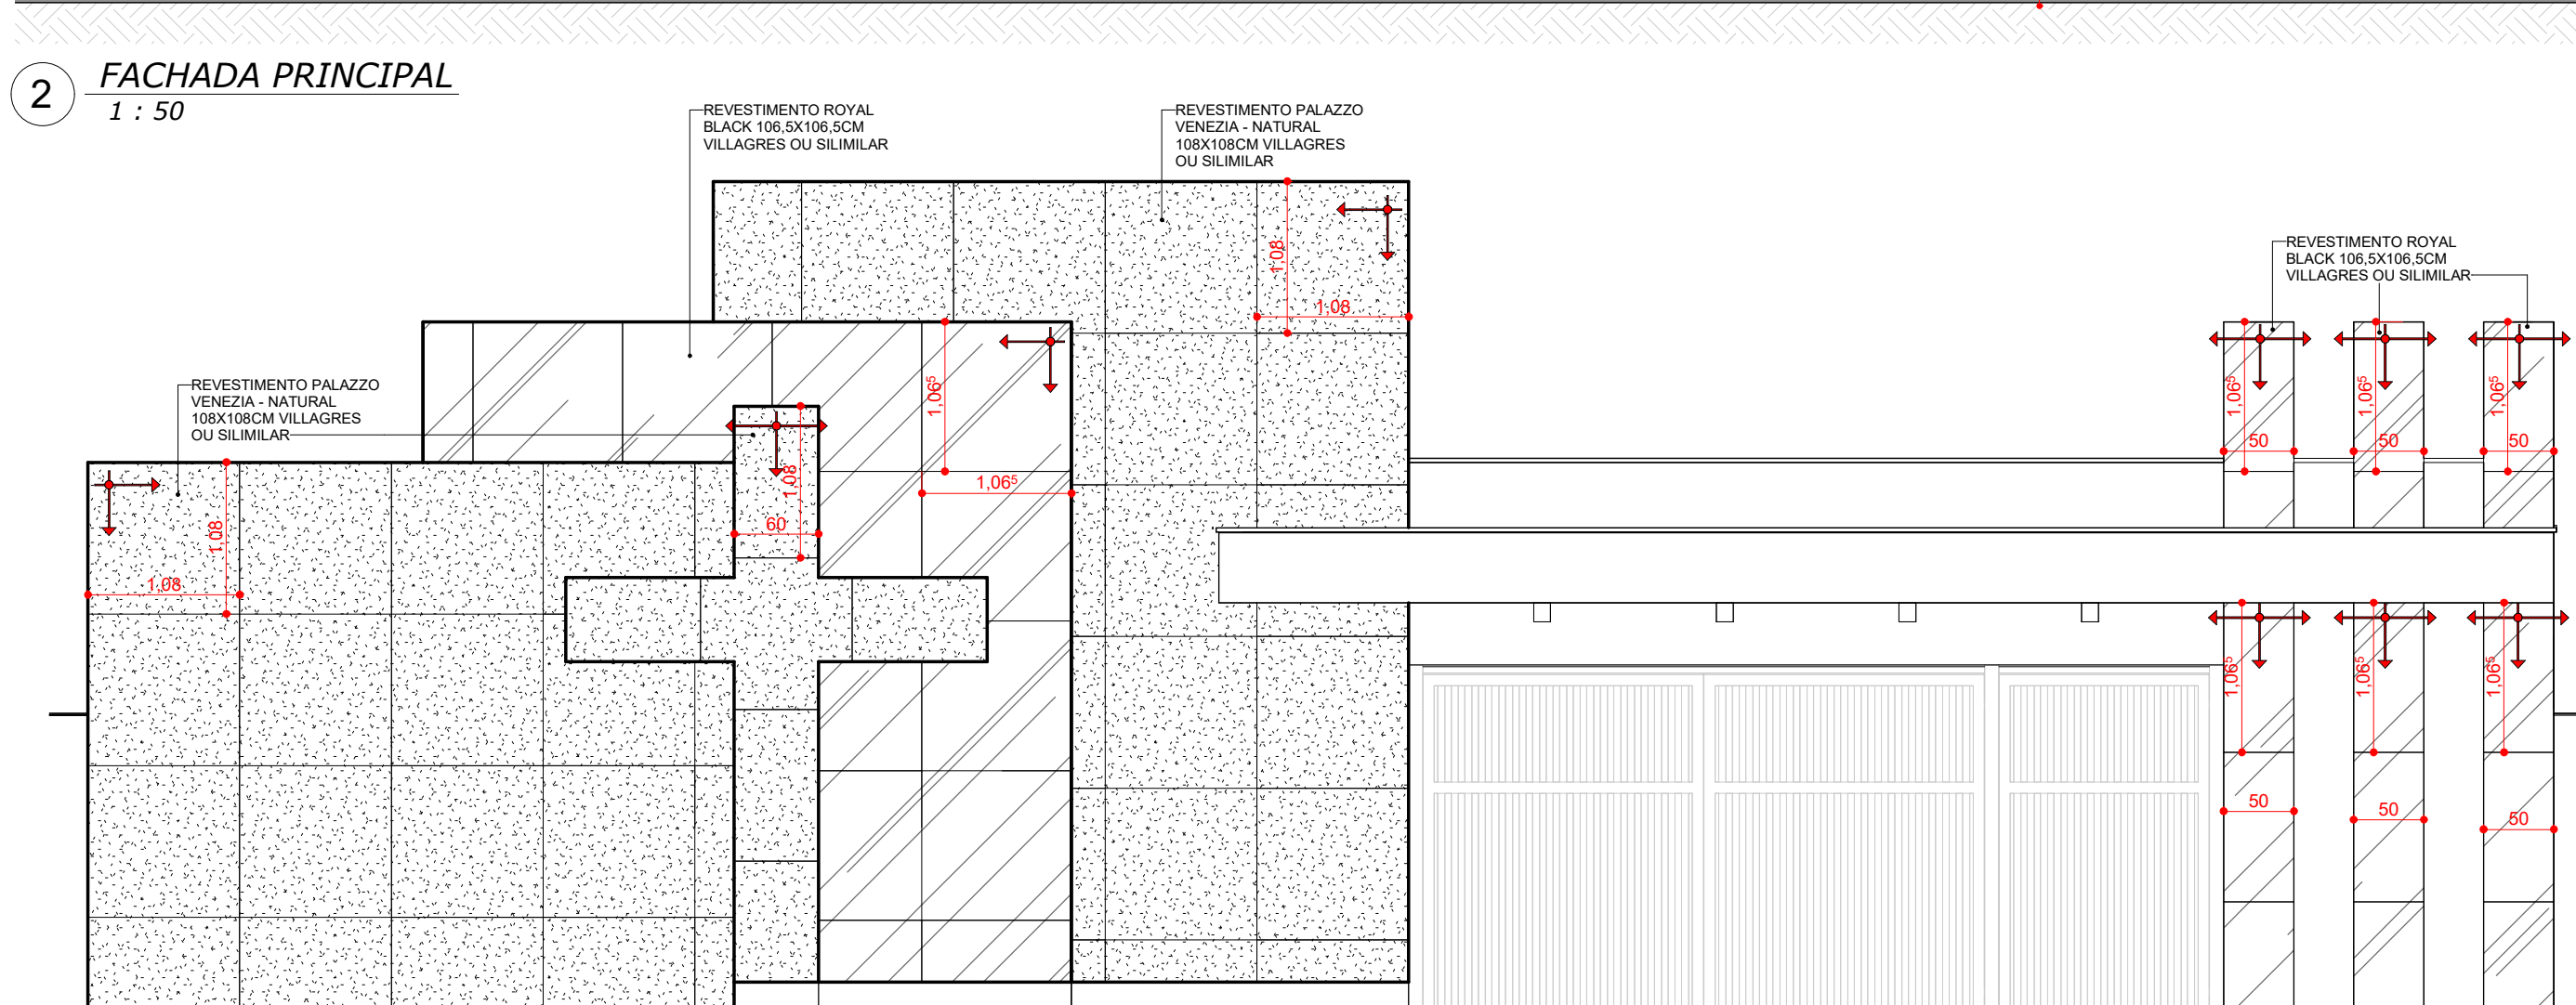 2
FACHADA PRINCIPAL
1 : 50
REVESTIMENTO ROYAL
BLACK 106,5X106,5CM
VILLAGRES OU SILIMILAR
REVESTIMENTO PALAZZO
VENEZIA - NATURAL
108X108CM VILLAGRES
OU SILIMILAR
REVESTIMENTO ROYAL
BLACK 106,5X106,5CM
VILLAGRES OU SILIMILAR
REVESTIMENTO PALAZZO
VENEZIA - NATURAL
108X108CM VILLAGRES
OU SILIMILAR
1,08
1,08
1,06⁵
1,06⁵
1,08
60
1,08
1,08
1,06⁵
1,06⁵
1,06⁵
50
50
50
1,06⁵
1,06⁵
1,06⁵
50
50
50